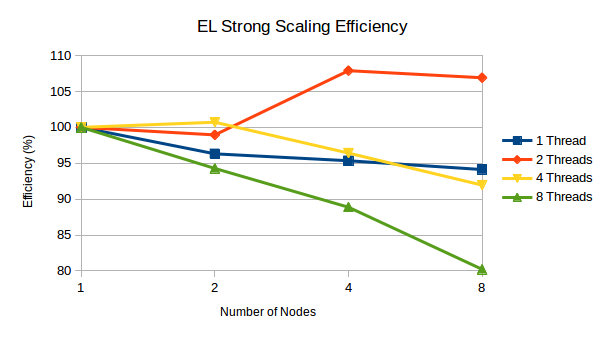 EL Strong Scaling Efficiency
110
105
100
95
90
85
80
Efficiency (%)
1 2 4 8
Number of Nodes
1 Thread
2 Threads
4 Threads
8 Threads